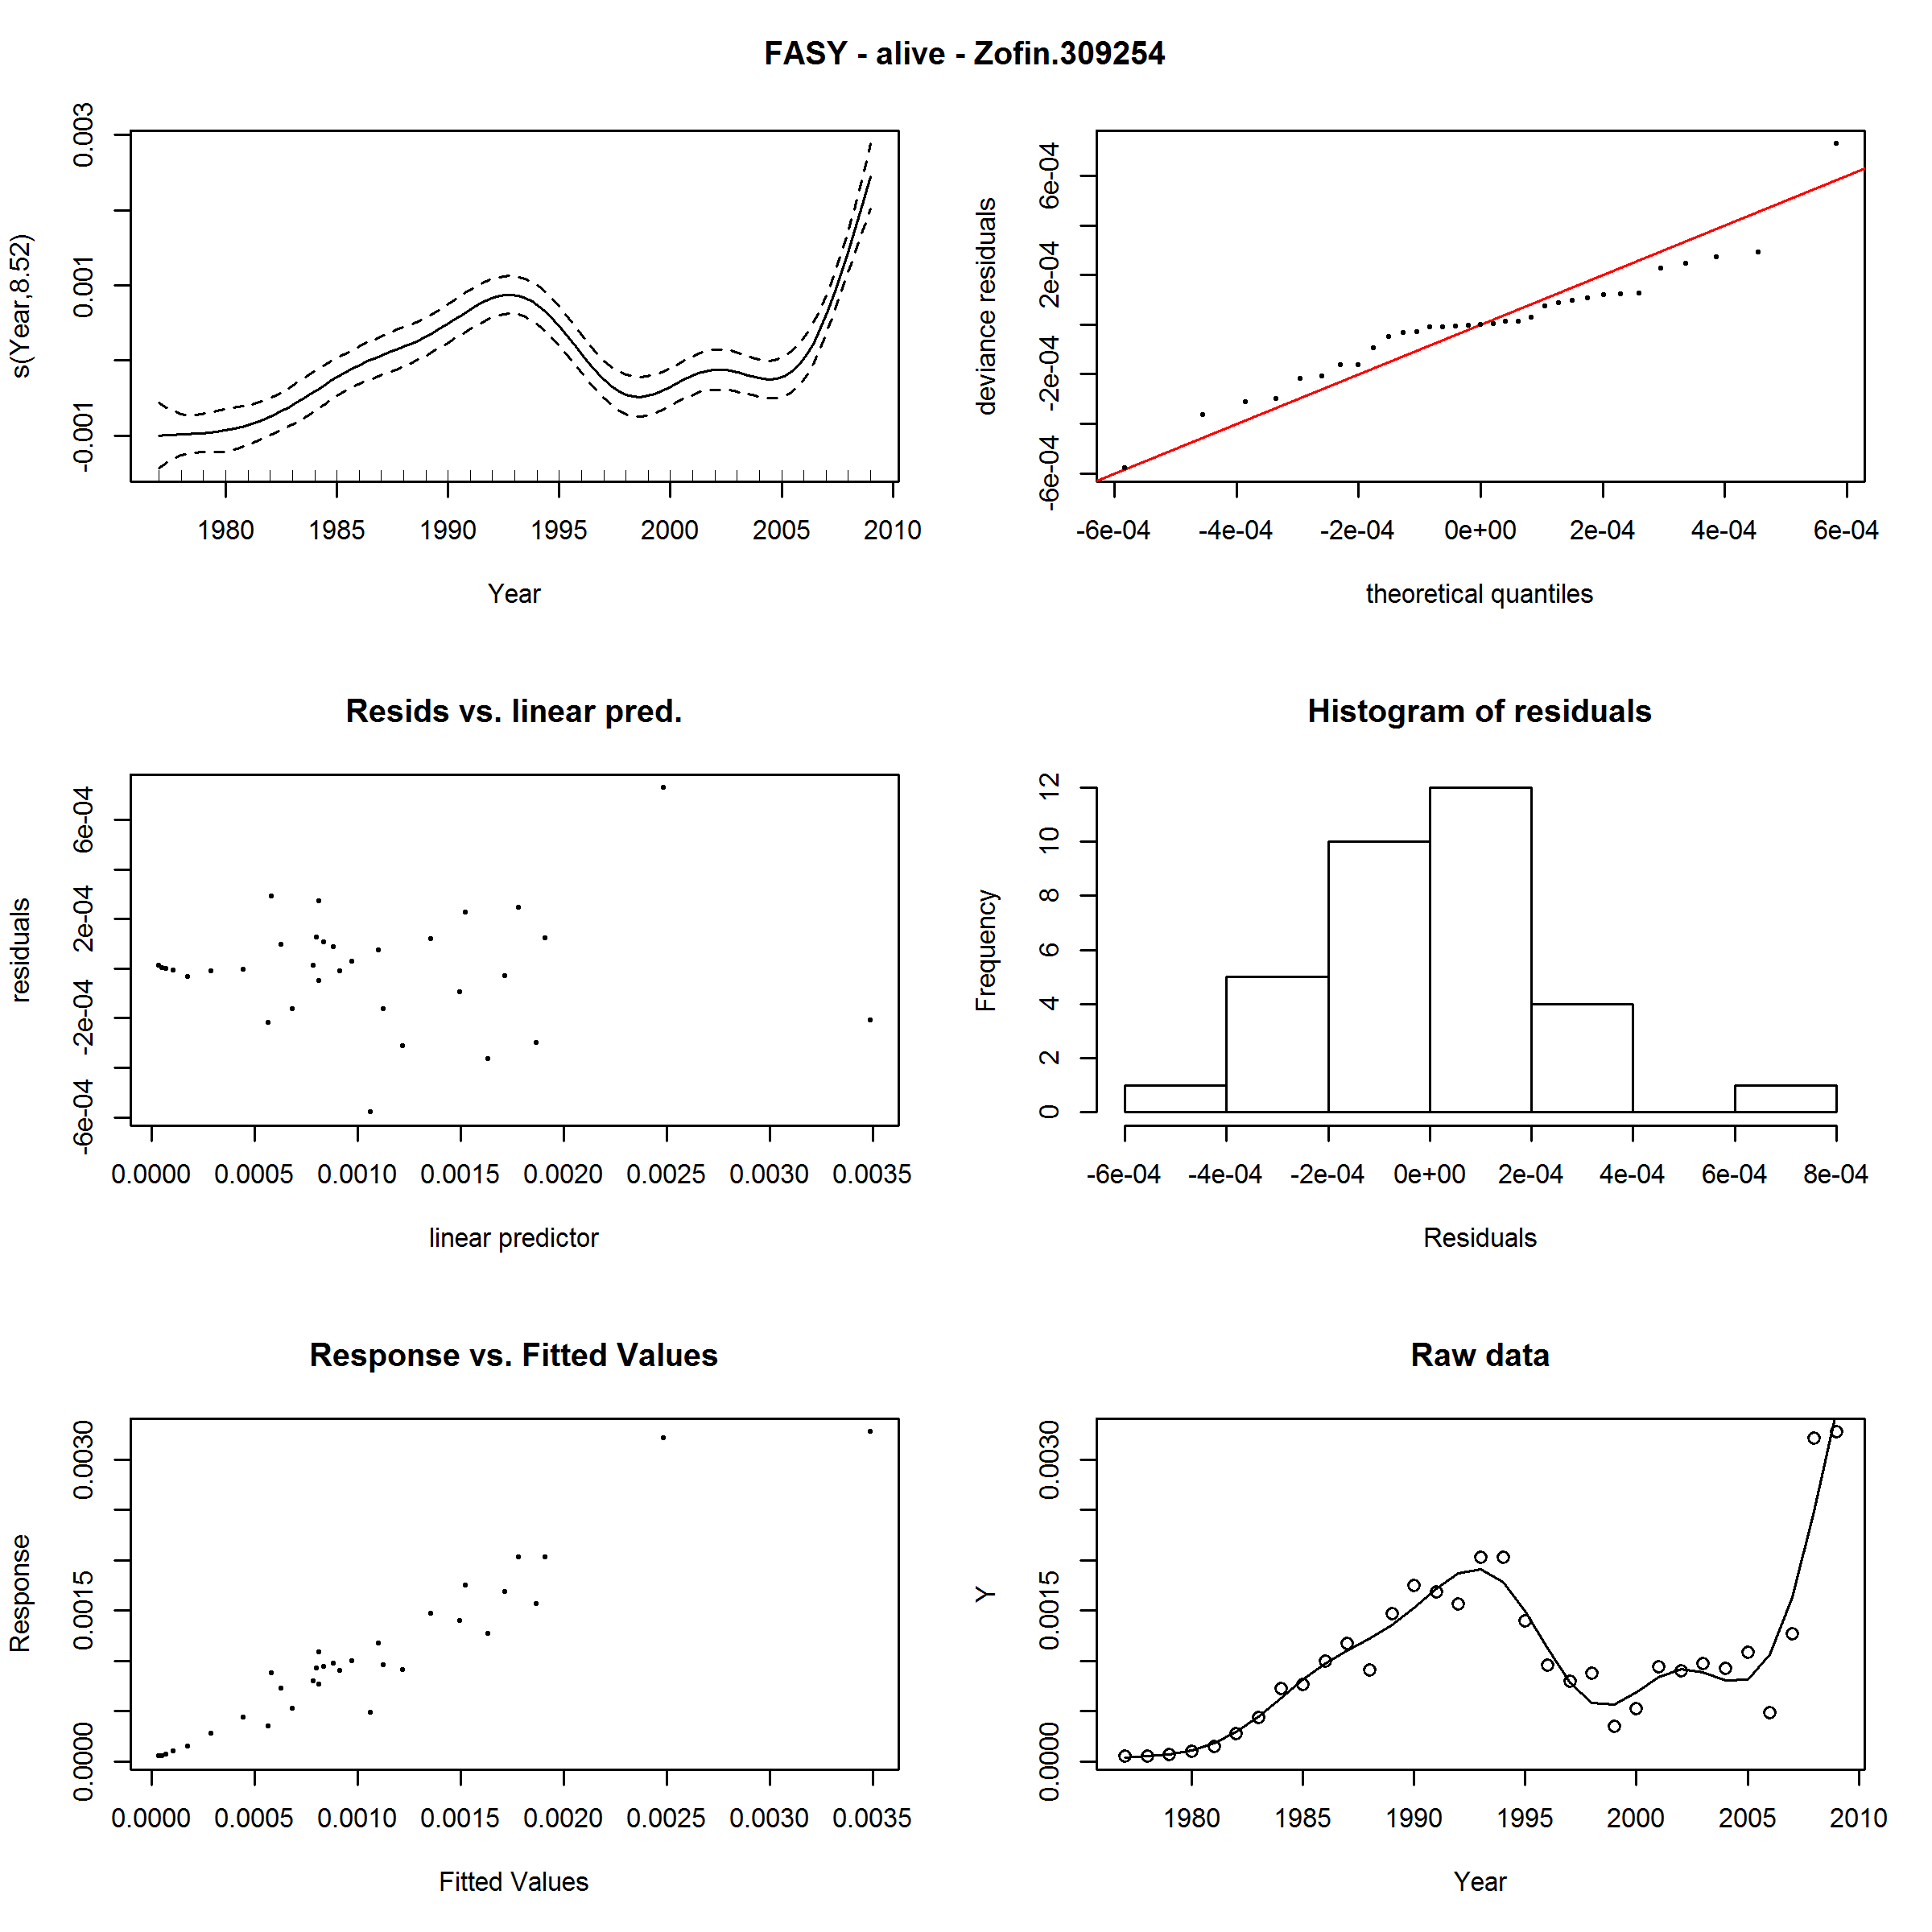 FASY - alive - Zofin.309254
s(Year,8.52)
-0.001 0.001 0.003
1980 1985 1990 1995 2000 2005 2010
Year
deviance residuals
-6e-04 -2e-04 2e-04 6e-04
-6e-04 -4e-04 -2e-04 0e+00 2e-04 4e-04 6e-04
theoretical quantiles
Resids vs. linear pred.
residuals
-6e-04 -2e-04 2e-04 6e-04
0.0000 0.0005 0.0010 0.0015 0.0020 0.0025 0.0030 0.0035
linear predictor
Histogram of residuals
Frequency
0 2 4 6 8 10 12
-6e-04 -4e-04 -2e-04 0e+00 2e-04 4e-04 6e-04 8e-04
Residuals
Response vs. Fitted Values
Response
0.0000 0.0015 0.0030
0.0000 0.0005 0.0010 0.0015 0.0020 0.0025 0.0030 0.0035
Fitted Values
Raw data
Y
0.0000 0.0015 0.0030
1980 1985 1990 1995 2000 2005 2010
Year